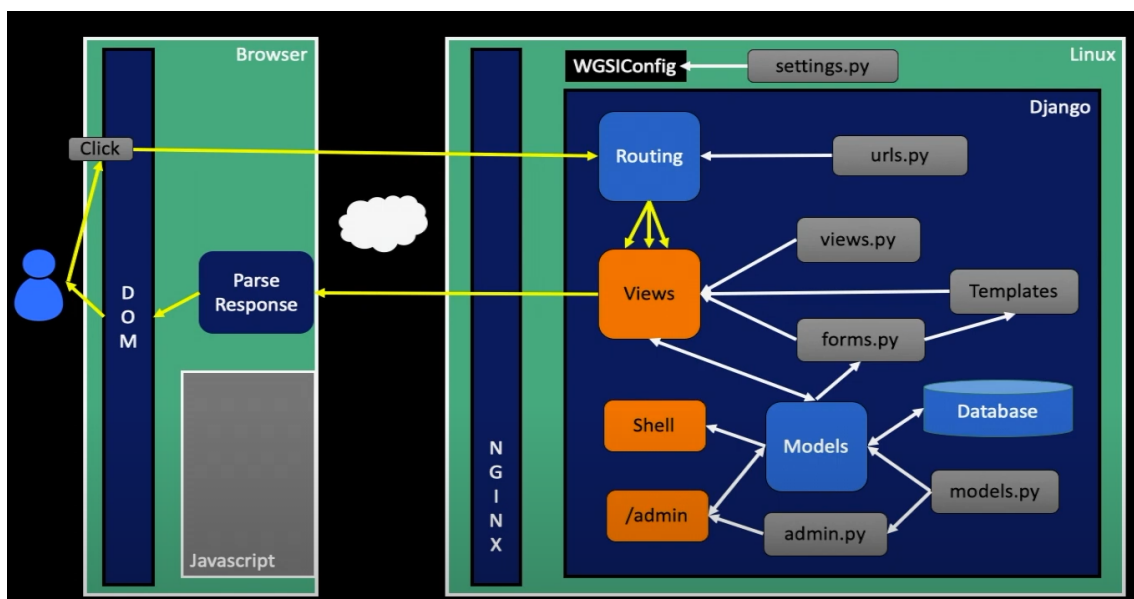 Browser
Linux
WGSIConfig
settings.py
Django
Click
Routing
urls.py
views.py
Parse
Response
Views
Templates
D
O
M
forms.py
Database
Shell
Models
N
G
I
N
X
models.py
/admin
admin.py
Javascript